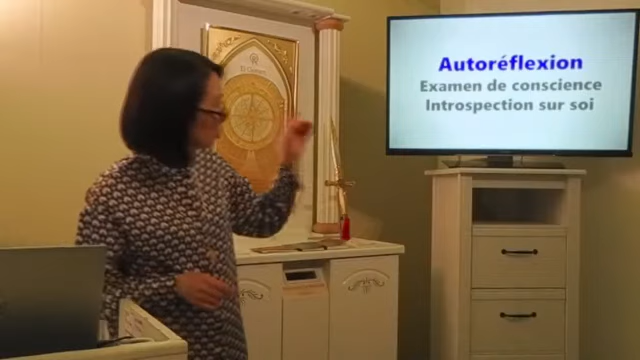 Autoréflexion
Examen de conscience
Introspection sur soi